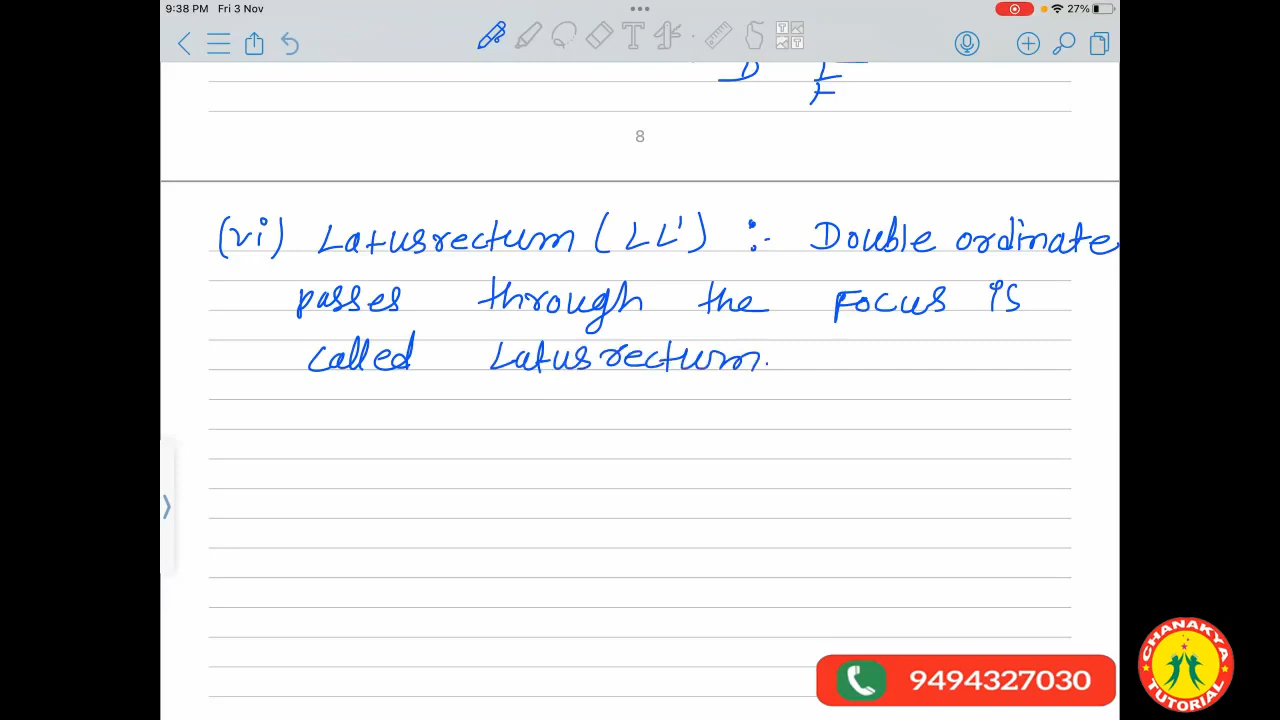 9:38 PM Fri 3 Nov
27%
D
F
8
(vi) Latusrectum (LL') :- Double ordinate
passes through the Focus is
called Latusrectum.
9494327030
CHANAKYA
TUTORIAL